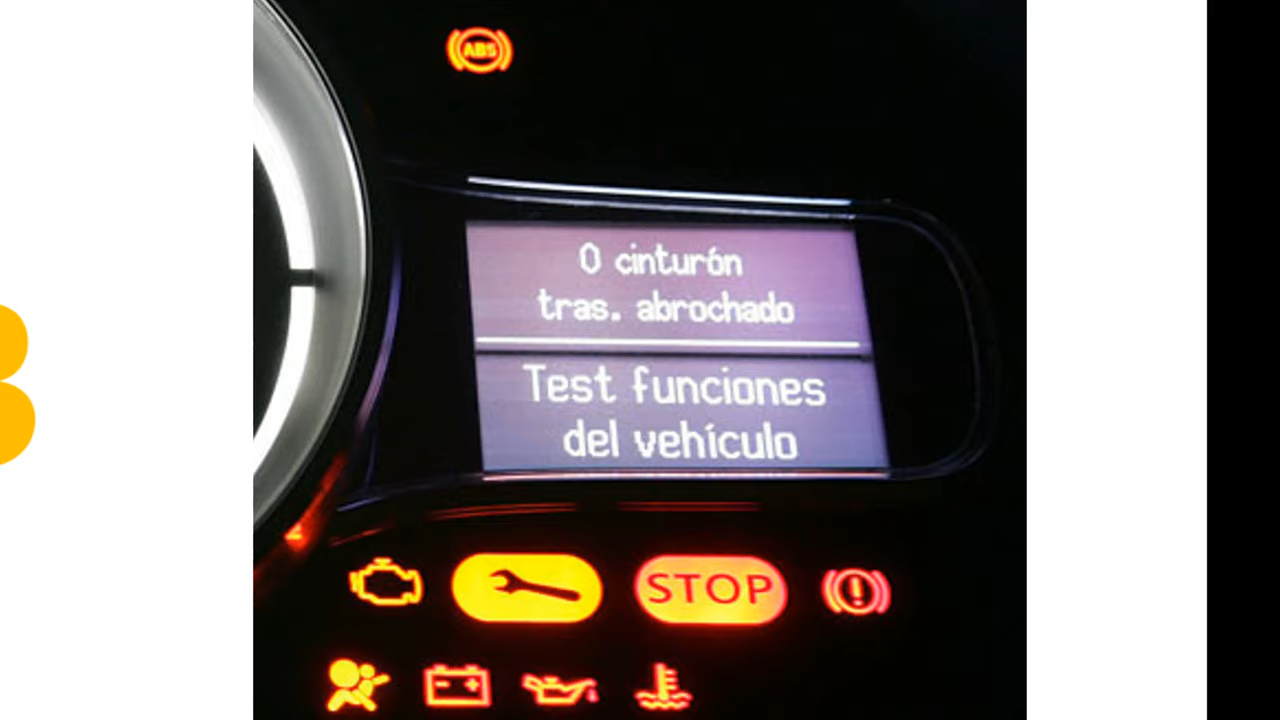 ABS
0 cinturón
tras. abrochado
Test funciones
del vehículo
STOP